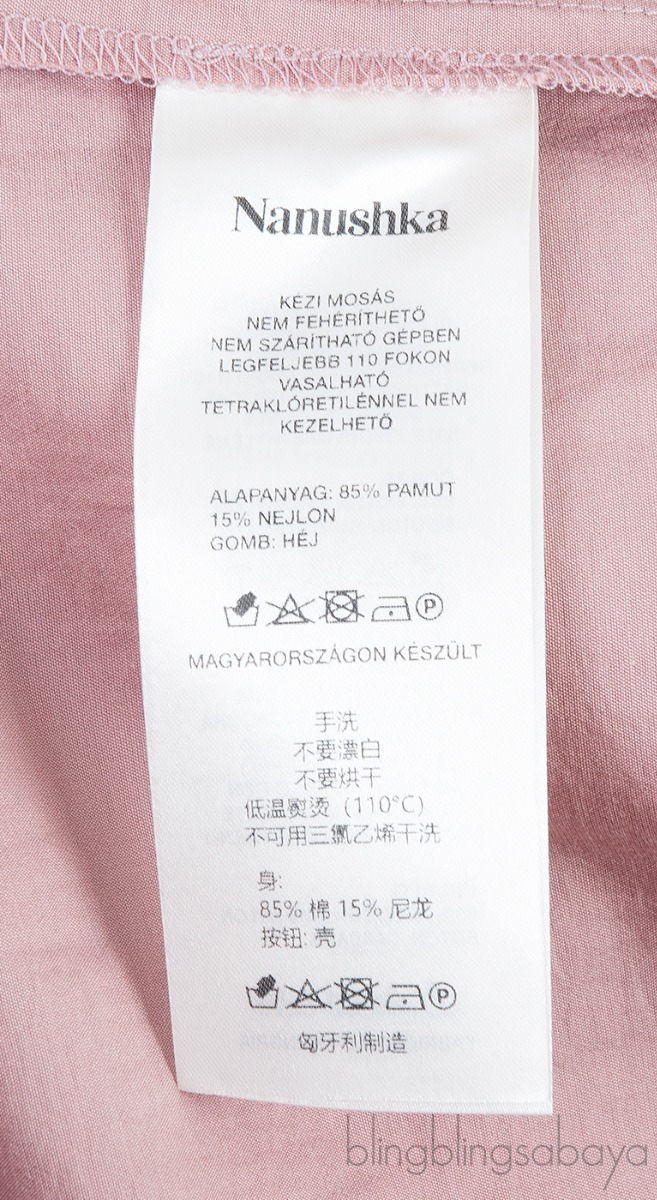 Nanushka
KÉZI MOSÁS
NEM FEHÉRÍTHETŐ
NEM SZÁRÍTHATÓ GÉPBEN
LEGFELJEBB 110 FOKON
VASALHATÓ
TETRAKLÓRETILÉNNEL NEM
KEZELHETŐ
ALAPANYAG: 85% PAMUT
15% NEJLON
GOMB: HÉJ
P
MAGYARORSZÁGON KÉSZÜLT
手洗
不要漂白
不要烘干
低温熨烫 (110°C)
不可用三氯乙烯干洗
身:
85% 棉 15% 尼龙
按钮: 壳
P
匈牙利制造
blingblingsabaya